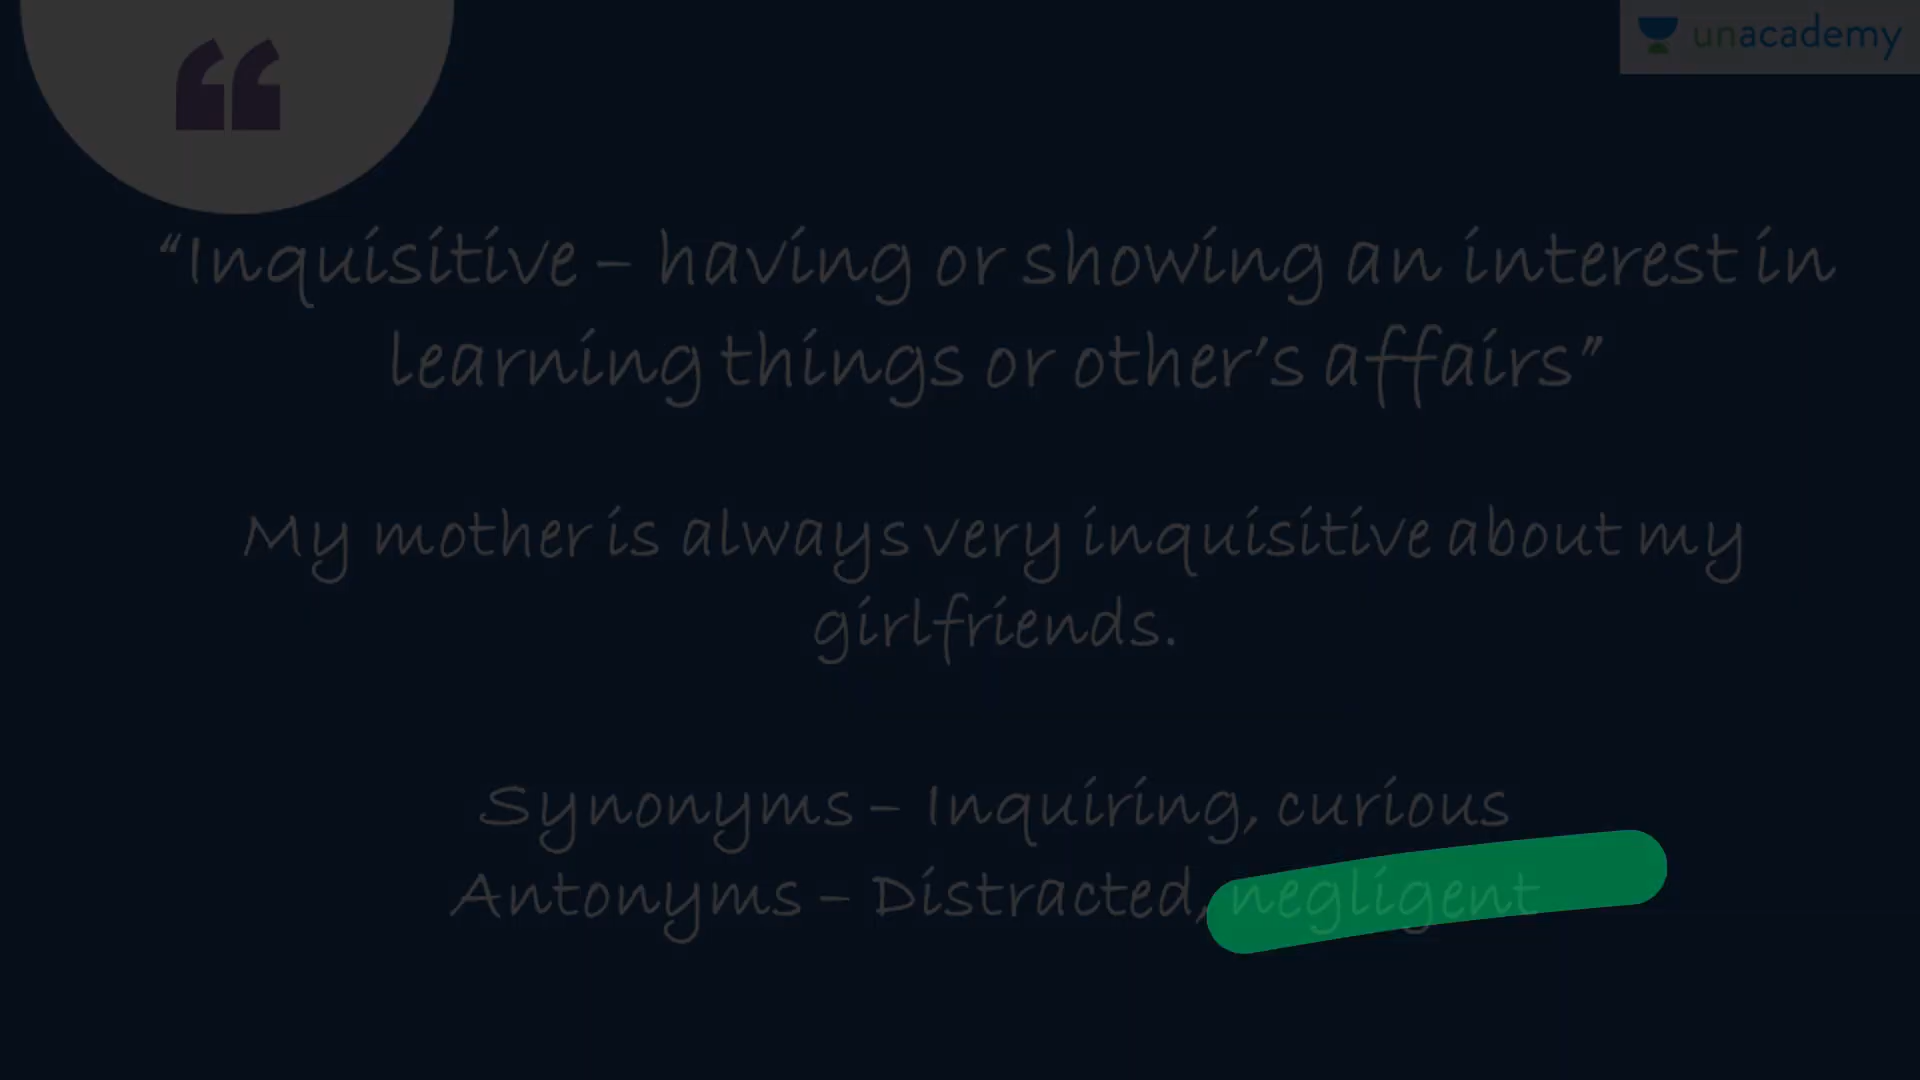 “
unacademy
“Inquisitive – having or showing an interest in
learning things or other’s affairs”
My mother is always very inquisitive about my
girlfriends.
Synonyms – Inquiring, curious
Antonyms – Distracted, negligent